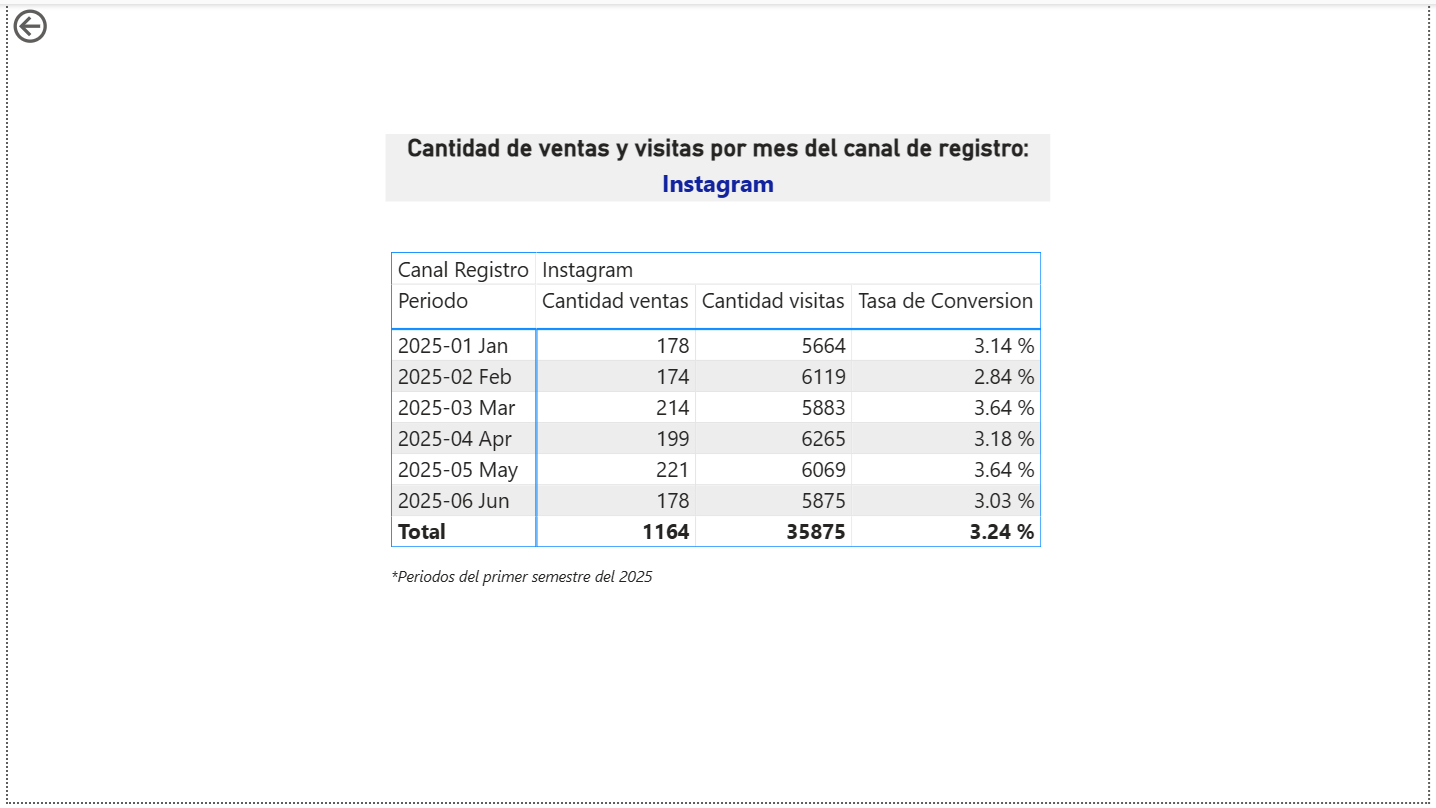 Cantidad de ventas y visitas por mes del canal de registro:
Instagram
Canal Registro Instagram
Periodo Cantidad ventas Cantidad visitas Tasa de Conversion
2025-01 Jan 178 5664 3.14 %
2025-02 Feb 174 6119 2.84 %
2025-03 Mar 214 5883 3.64 %
2025-04 Apr 199 6265 3.18 %
2025-05 May 221 6069 3.64 %
2025-06 Jun 178 5875 3.03 %
Total 1164 35875 3.24 %
*Periodos del primer semestre del 2025